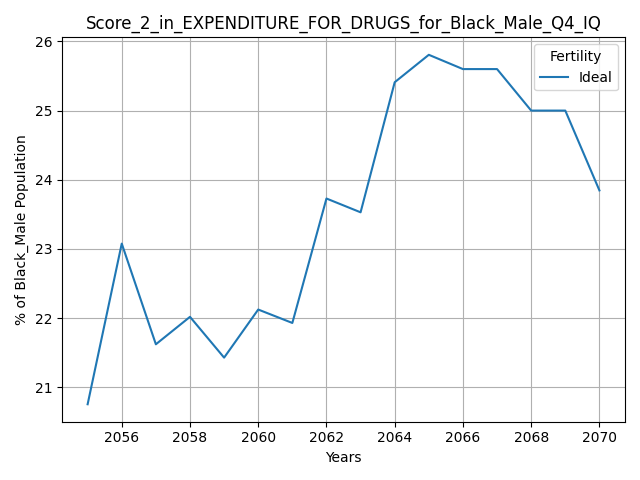 Score_2_in_EXPENDITURE_FOR_DRUGS_for_Black_Male_Q4_IQ
26
25
24
23
22
21
% of Black_Male Population
Fertility
Ideal
2056 2058 2060 2062 2064 2066 2068 2070
Years